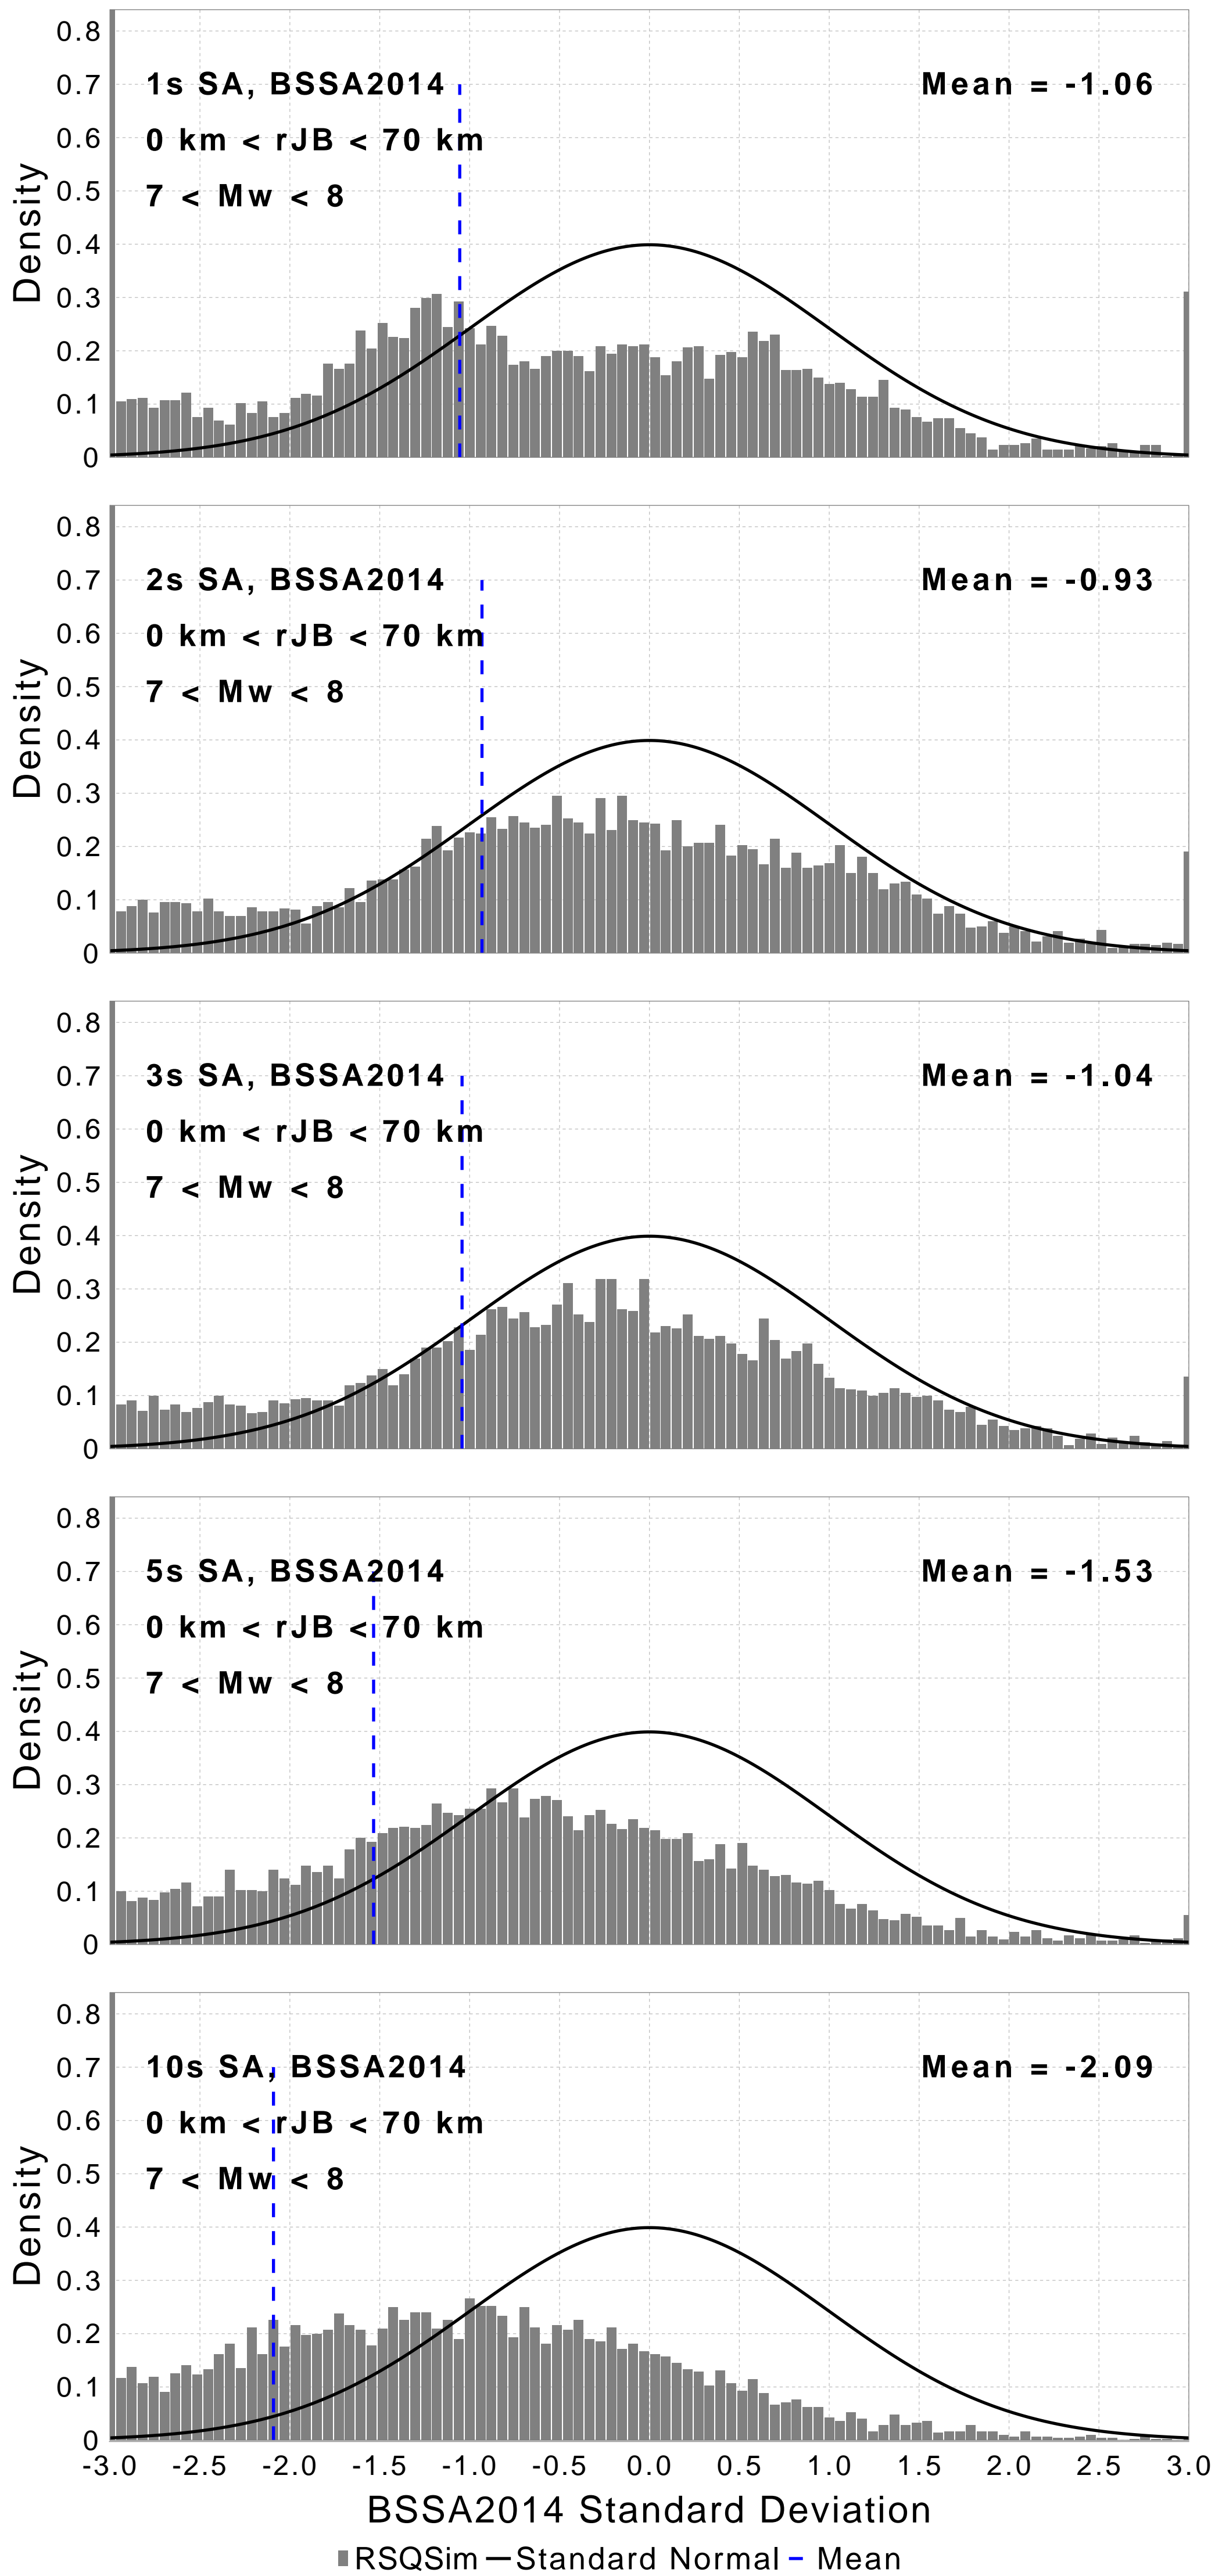 0.8
0.7
0.6
0.5
0.4
0.3
0.2
0.1
0
Density
1s SA, BSSA2014
0 km < rJB < 70 km
7 < Mw < 8
Mean = -1.06
0.8
0.7
0.6
0.5
0.4
0.3
0.2
0.1
0
Density
2s SA, BSSA2014
0 km < rJB < 70 km
7 < Mw < 8
Mean = -0.93
0.8
0.7
0.6
0.5
0.4
0.3
0.2
0.1
0
Density
3s SA, BSSA2014
0 km < rJB < 70 km
7 < Mw < 8
Mean = -1.04
0.8
0.7
0.6
0.5
0.4
0.3
0.2
0.1
0
Density
5s SA, BSSA2014
0 km < rJB < 70 km
7 < Mw < 8
Mean = -1.53
0.8
0.7
0.6
0.5
0.4
0.3
0.2
0.1
0
Density
10s SA, BSSA2014
0 km < rJB < 70 km
7 < Mw < 8
Mean = -2.09
-3.0 -2.5 -2.0 -1.5 -1.0 -0.5 0.0 0.5 1.0 1.5 2.0 2.5 3.0
BSSA2014 Standard Deviation
RSQSim Standard Normal Mean